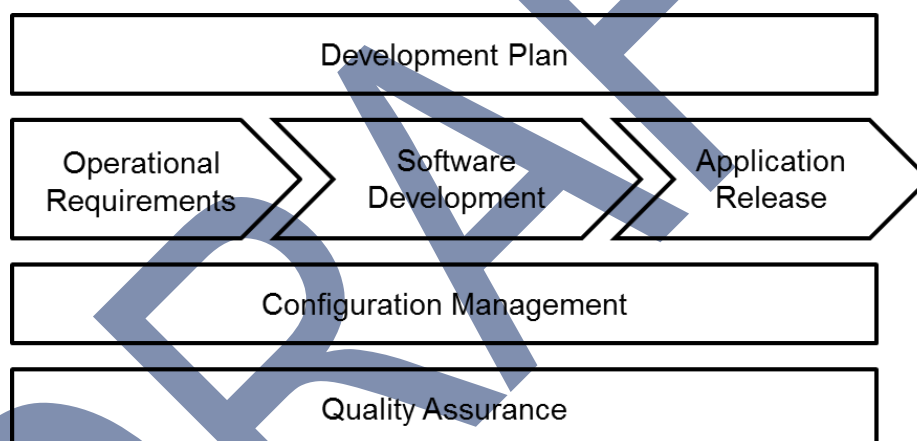 Development Plan
Operational
Requirements
Software
Development
Application
Release
Configuration Management
Quality Assurance